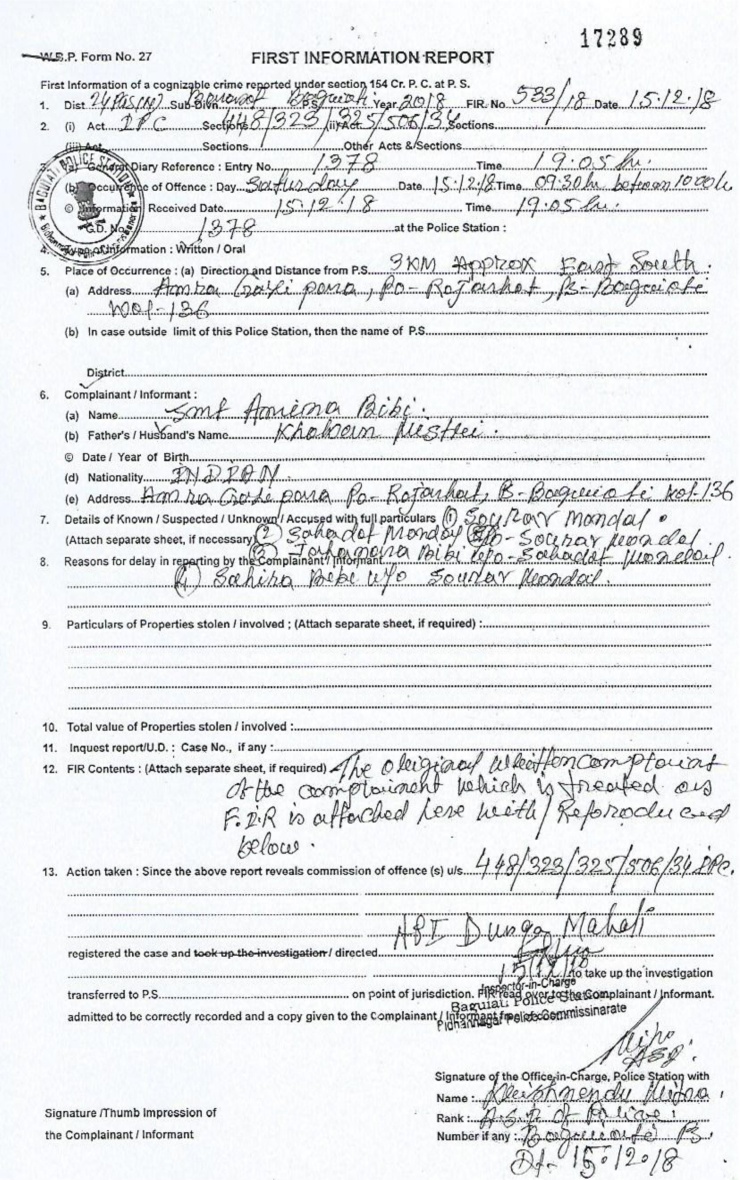 17289
W.B.P. Form No. 27
FIRST INFORMATION REPORT
First Information of a cognizable crime reported under section 154 Cr. P. C. at P. S.
1. Dist 24 Pgs(N) Sub-Divn. Barasat P.S. Baguiati Year 2018 FIR. No. 533/18 Date 15.12.18
2. (i) Act IPC Sections 448/323/325/506/34 (ii) Act Sections
(iii) Act Sections Other Acts & Sections
3. (a) General Diary Reference : Entry No. 1378 Time 19.05 hr.
(b) Occurrence of Offence : Day Saturday Date 15.12.18 Time 09:30 hr between 10:00 hr
© Information Received Date 15.12.18 Time 19.05 hr.
G.D. No. 1378 at the Police Station :
4. Type of Information : Written / Oral
5. Place of Occurrence : (a) Direction and Distance from P.S. 3KM Approx East South.
(a) Address Amra Gazi para, Po- Rajarhat, Ps- Baguiati
Kol-136
(b) In case outside limit of this Police Station, then the name of P.S.
District
6. Complainant / Informant :
(a) Name Smt Amena Bibi.
(b) Father's / Husband's Name
© Date / Year of Birth
(d) Nationality INDIAN
(e) Address Amra Gazi para Po- Rajarhat, Ps- Baguiati Kol-136
7. Details of Known / Suspected / Unknown / Accused with full particulars (1) Sourav Mondal.
(Attach separate sheet, if necessary) (2) Sahadat Mondal S/o- Sourav Mondal
8. Reasons for delay in reporting by the Complainant / Informant (3) Jahanara Bibi w/o- Sahadat Mondal.
(4) Sahina Bibi w/o Sourav Mondal.
9. Particulars of Properties stolen / involved ; (Attach separate sheet, if required) :
10. Total value of Properties stolen / involved :
11. Inquest report/U.D. : Case No., if any :
12. FIR Contents : (Attach separate sheet, if required) The original written complaint
of the complainent which is treated as
F.I.R is attached here with/Reproduced
below.
13. Action taken : Since the above report reveals commission of offence (s) u/s 448/323/325/506/34 IPC.
ASI Durga Mahali
registered the case and took up the investigation / directed
15/12/18 to take up the investigation
Inspector-in-Charge
transferred to P.S. on point of jurisdiction. FIR read over to the Complainant / Informant.
Baguiati Police Station
admitted to be correctly recorded and a copy given to the Complainant / Informant free of cost.
Bidhannagar Police Commissinarate
ASI.
Signature of the Office-in-Charge, Police Station with
Name : Krishnendu Mitra
Signature /Thumb Impression of
Rank : A.S.I of Police.
the Complainant / Informant
Number if any : Baguiati Ps.
Dt- 15.12.18